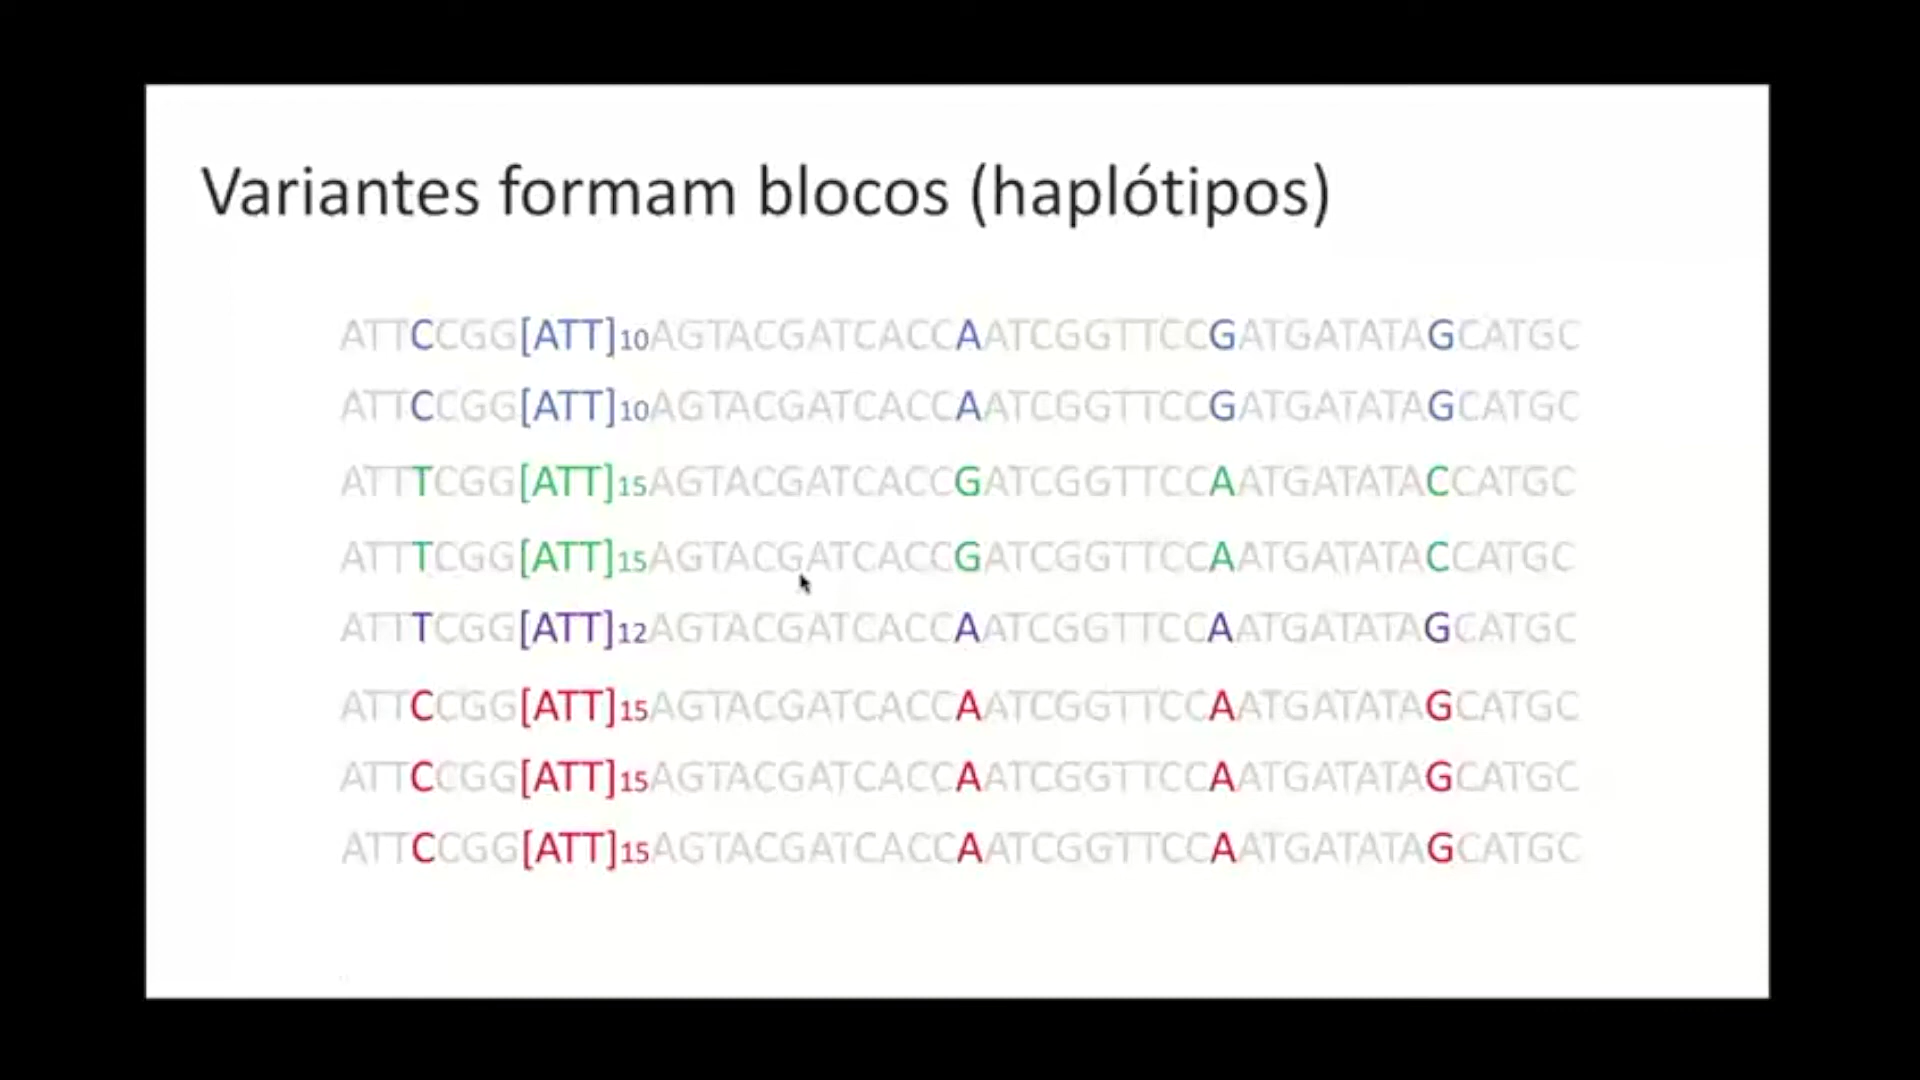 Variantes formam blocos (haplótipos)
ATTCCGG[ATT]10AGTACGATCACCAATCGGTTCCGATGATATAGCATGC
ATTCCGG[ATT]10AGTACGATCACCAATCGGTTCCGATGATATAGCATGC
ATTTCGG[ATT]15AGTACGATCACCGATCGGTTCCAATGATATACCATGC
ATTTCGG[ATT]15AGTACGATCACCGATCGGTTCCAATGATATACCATGC
ATTTCGG[ATT]12AGTACGATCACCAATCGGTTCCAATGATATAGCATGC
ATTCCGG[ATT]15AGTACGATCACCAATCGGTTCCAATGATATAGCATGC
ATTCCGG[ATT]15AGTACGATCACCAATCGGTTCCAATGATATAGCATGC
ATTCCGG[ATT]15AGTACGATCACCAATCGGTTCCAATGATATAGCATGC